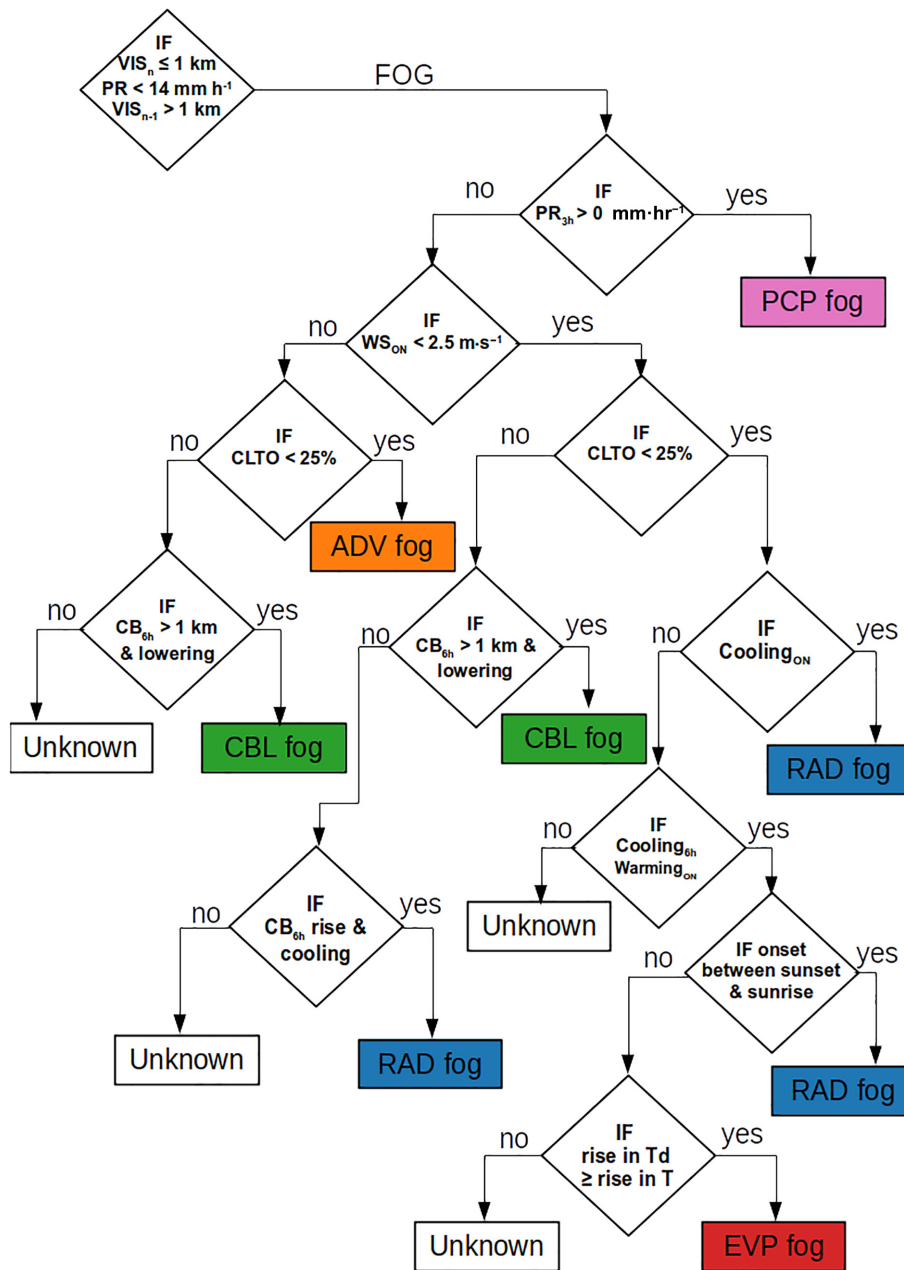 IF
VISₙ ≤ 1 km
PR < 14 mm h⁻¹
VISₙ₋₁ > 1 km
FOG
no
IF
PR₃ₕ > 0 mm·hr⁻¹
yes
PCP fog
no
IF
WS_ON < 2.5 m·s⁻¹
yes
no
IF
CLTO < 25%
yes
no
IF
CLTO < 25%
yes
ADV fog
no
IF
CB₆ₕ > 1 km
& lowering
yes
no
IF
CB₆ₕ > 1 km &
lowering
yes
no
IF
Cooling_ON
yes
Unknown
CBL fog
CBL fog
RAD fog
no
IF
Cooling₆ₕ
Warming_ON
yes
Unknown
no
IF
CB₆ₕ rise &
cooling
yes
no
IF onset
between sunset
& sunrise
yes
Unknown
RAD fog
RAD fog
no
IF
rise in Td
≥ rise in T
yes
Unknown
EVP fog